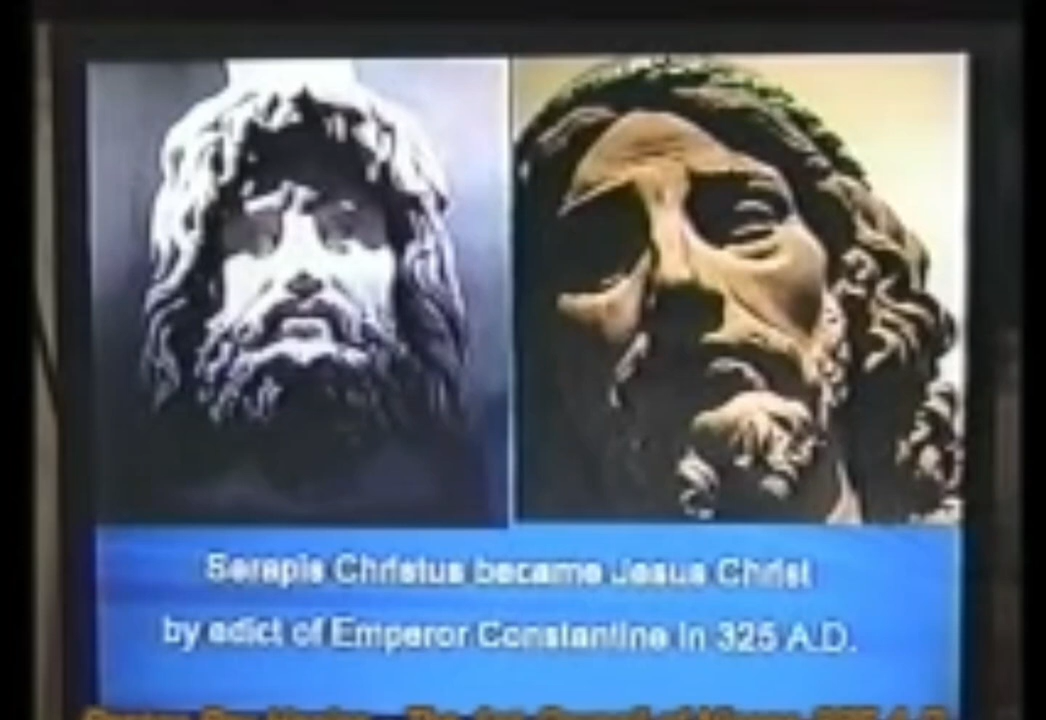 Serapis Christus became Jesus Christ
by edict of Emperor Constantine in 325 A.D.